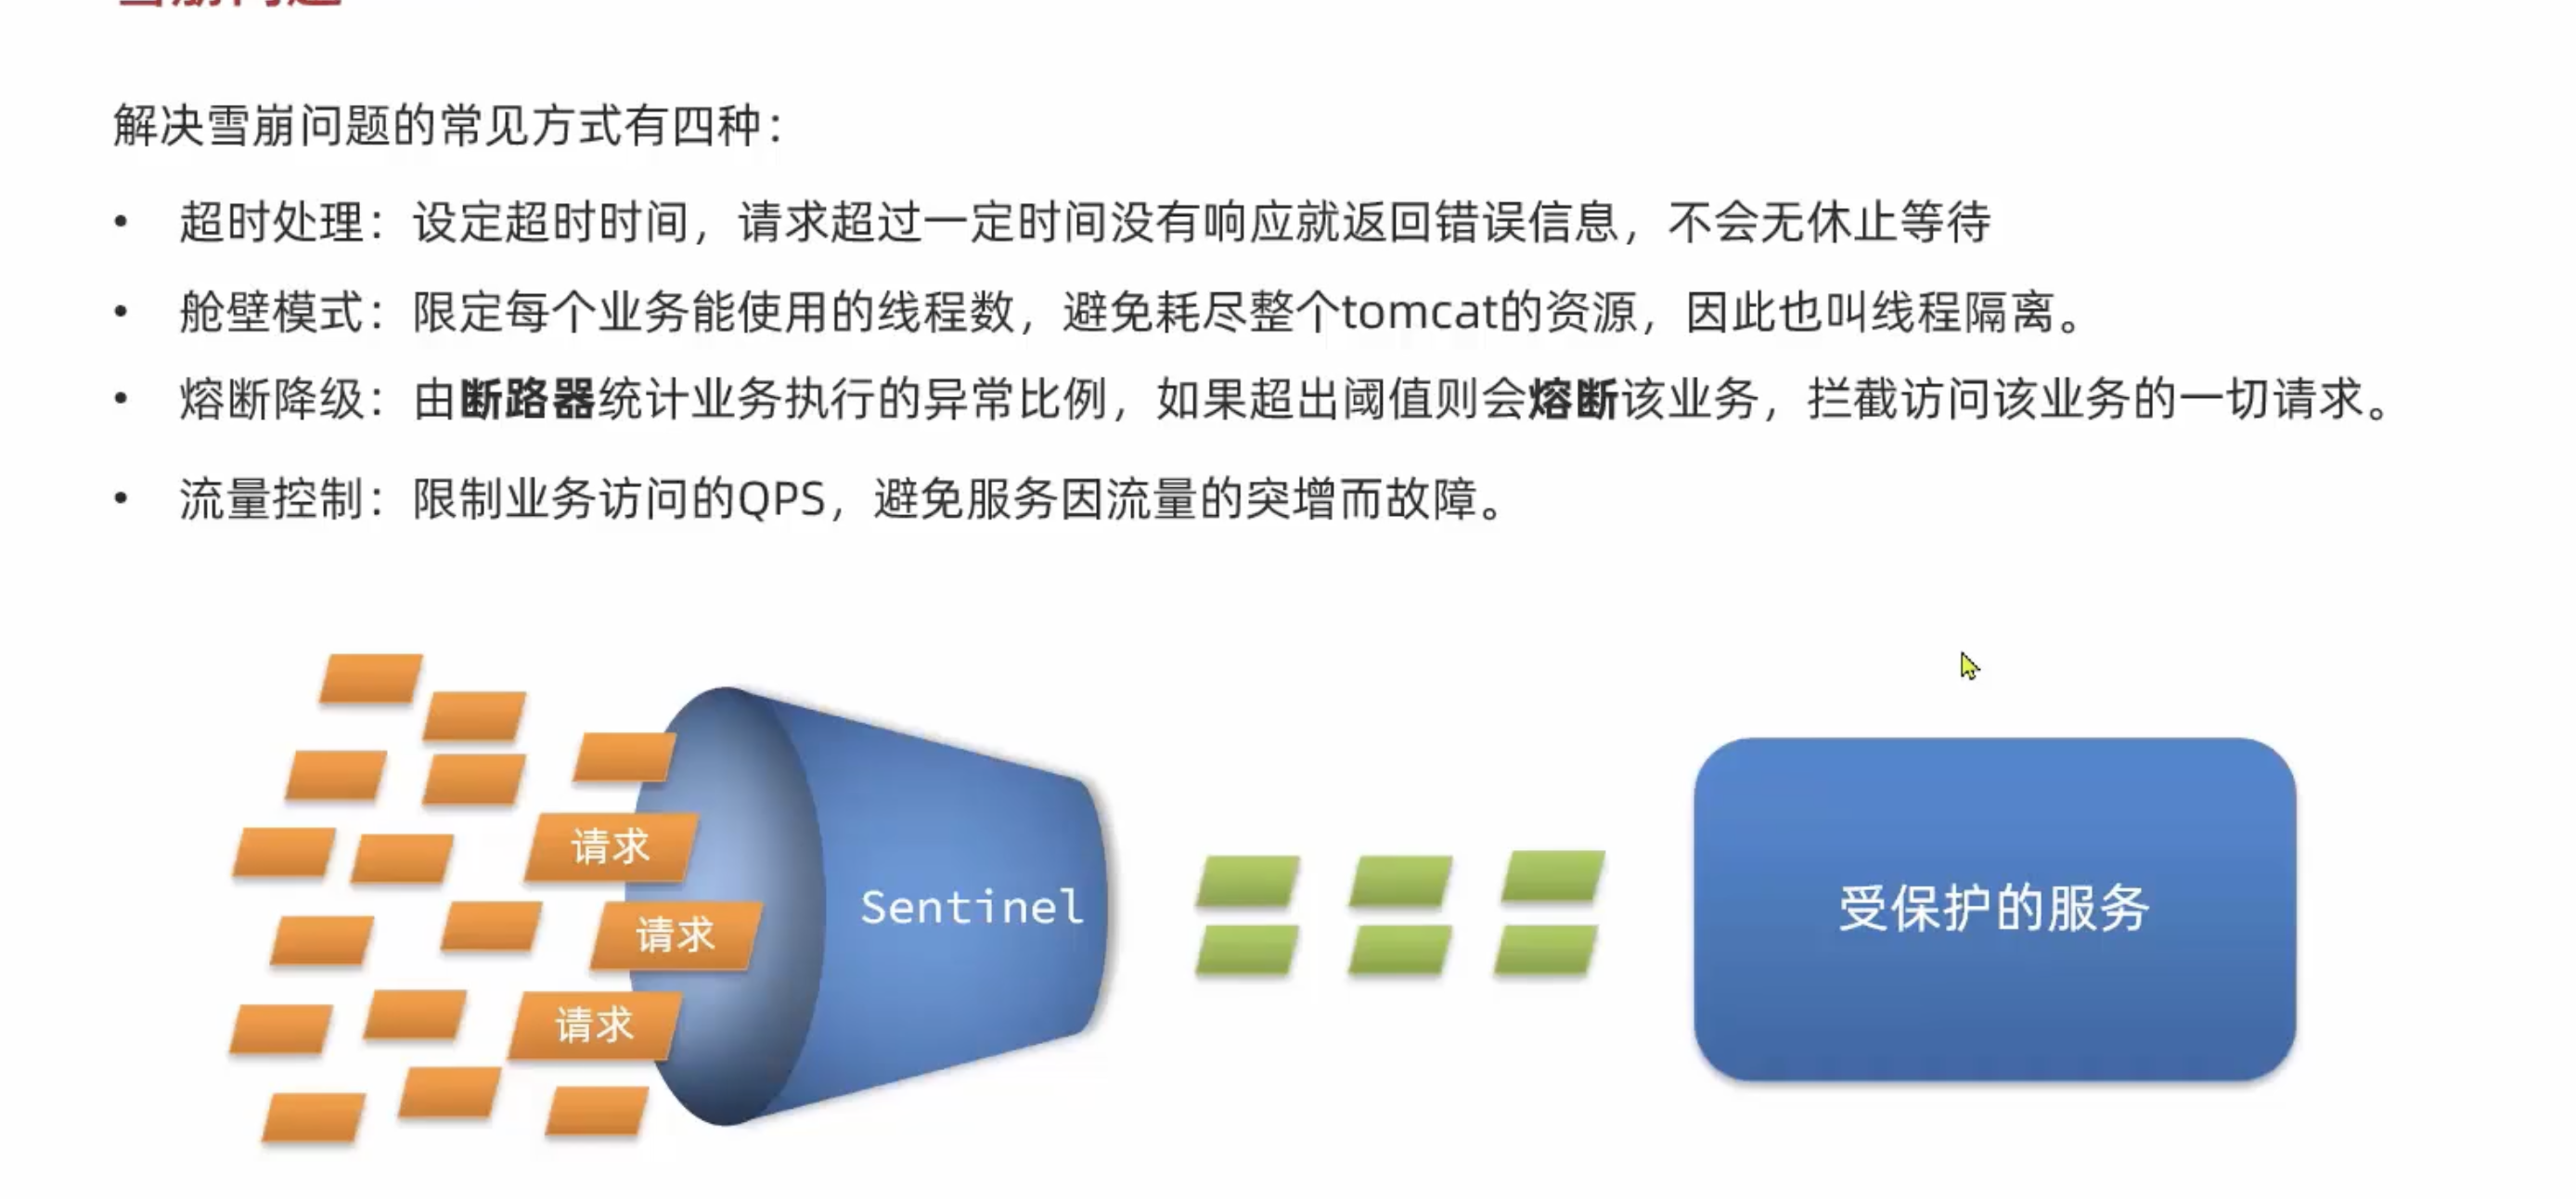 解决雪崩问题的常见方式有四种：
• 超时处理：设定超时时间，请求超过一定时间没有响应就返回错误信息，不会无休止等待
• 舱壁模式：限定每个业务能使用的线程数，避免耗尽整个tomcat的资源，因此也叫线程隔离。
• 熔断降级：由断路器统计业务执行的异常比例，如果超出阈值则会熔断该业务，拦截访问该业务的一切请求。
• 流量控制：限制业务访问的QPS，避免服务因流量的突增而故障。
请求
请求
请求
Sentinel
受保护的服务